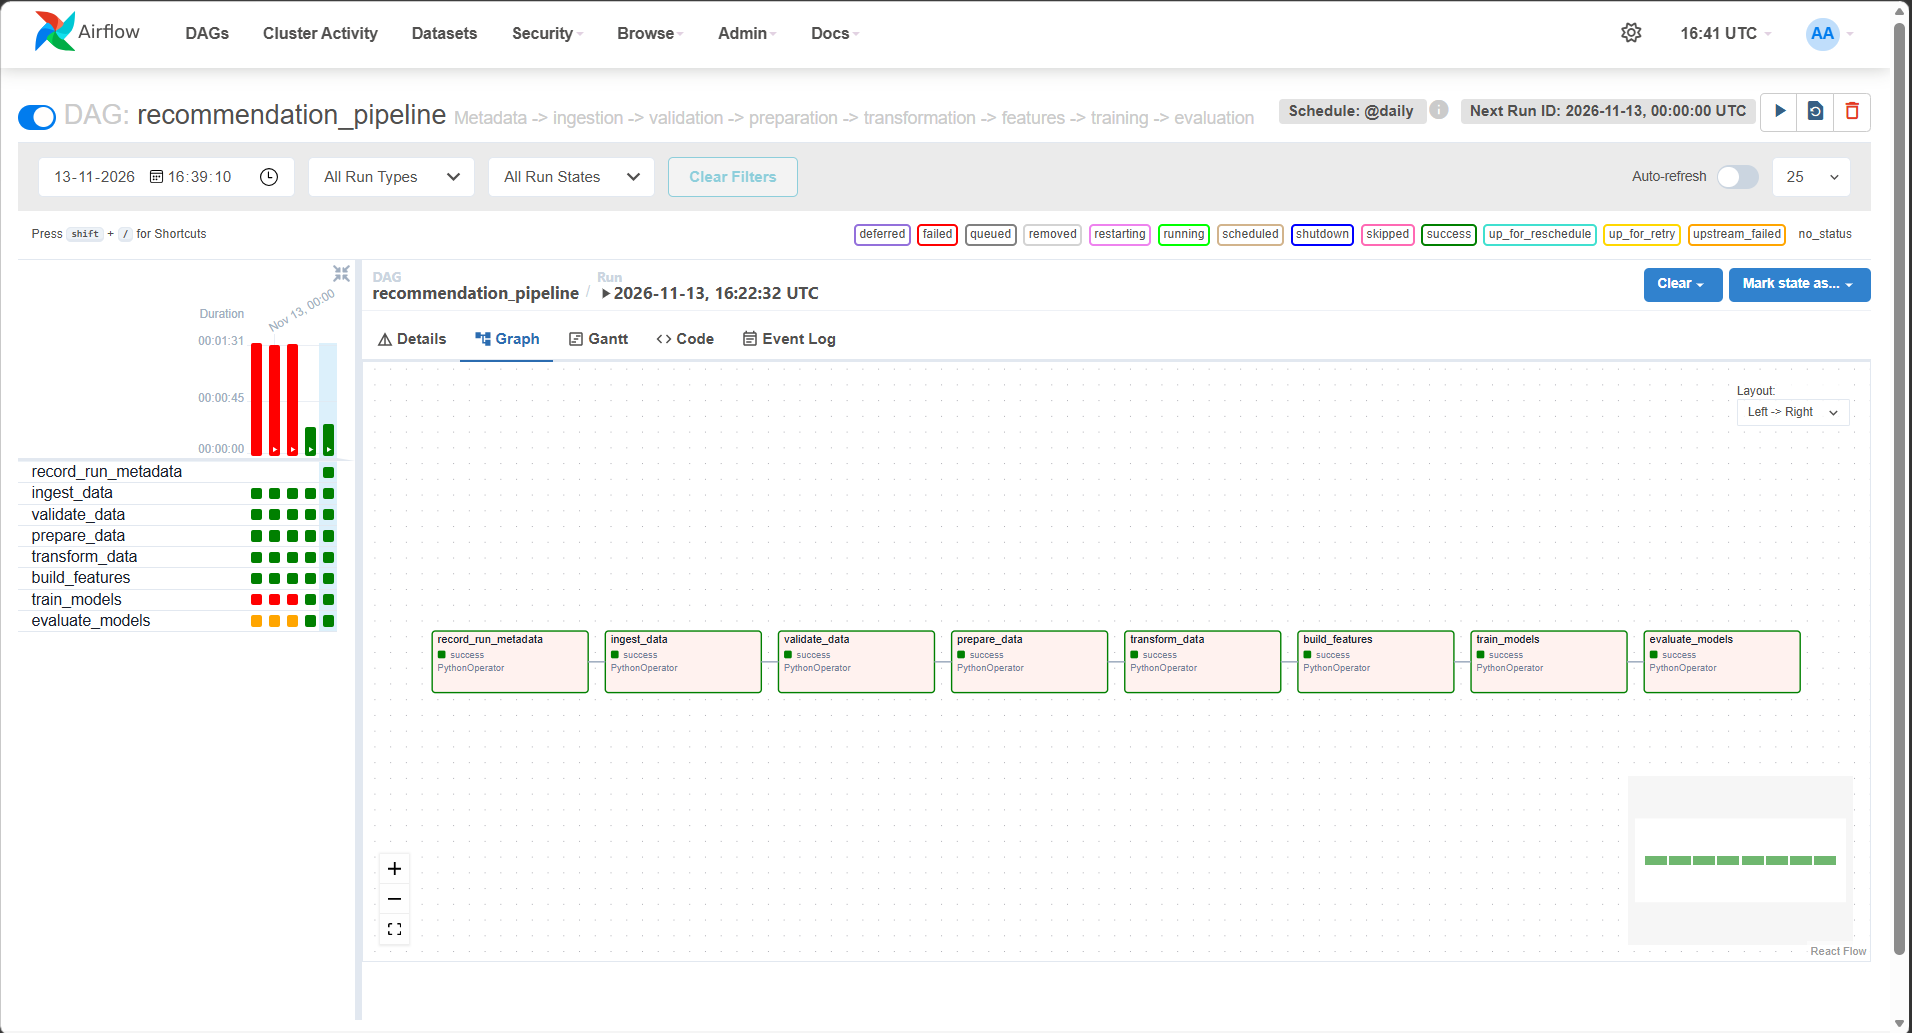 Airflow DAGs Cluster Activity Datasets Security Browse Admin Docs 16:41 UTC AA
DAG: recommendation_pipeline Metadata -> ingestion -> validation -> preparation -> transformation -> features -> training -> evaluation Schedule: @daily Next Run ID: 2026-11-13, 00:00:00 UTC
13-11-2026 16:39:10 All Run Types All Run States Clear Filters Auto-refresh 25
Press shift + / for Shortcuts deferred failed queued removed restarting running scheduled shutdown skipped success up_for_reschedule up_for_retry upstream_failed no_status
Duration
Nov 13, 00:00
00:01:31
00:00:45
00:00:00
record_run_metadata
ingest_data
validate_data
prepare_data
transform_data
build_features
train_models
evaluate_models
DAG Run
recommendation_pipeline / 2026-11-13, 16:22:32 UTC Clear Mark state as...
Details Graph Gantt Code Event Log
Layout:
Left -> Right
record_run_metadata
success
PythonOperator
ingest_data
success
PythonOperator
validate_data
success
PythonOperator
prepare_data
success
PythonOperator
transform_data
success
PythonOperator
build_features
success
PythonOperator
train_models
success
PythonOperator
evaluate_models
success
PythonOperator
React Flow